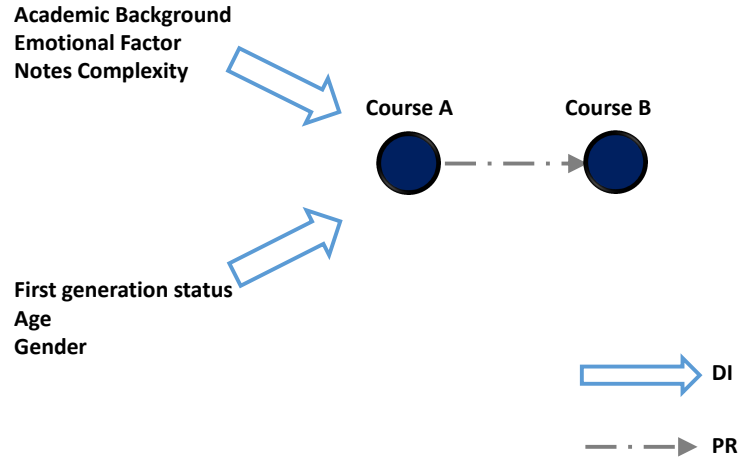 Academic Background
Emotional Factor
Notes Complexity
Course A
Course B
First generation status
Age
Gender
DI
PR